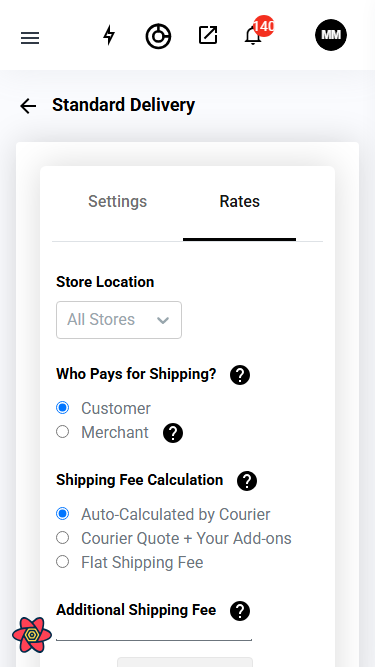 140
MM
Standard Delivery
Settings
Rates
Store Location
All Stores
Who Pays for Shipping? ?
Customer
Merchant ?
Shipping Fee Calculation ?
Auto-Calculated by Courier
Courier Quote + Your Add-ons
Flat Shipping Fee
Additional Shipping Fee ?